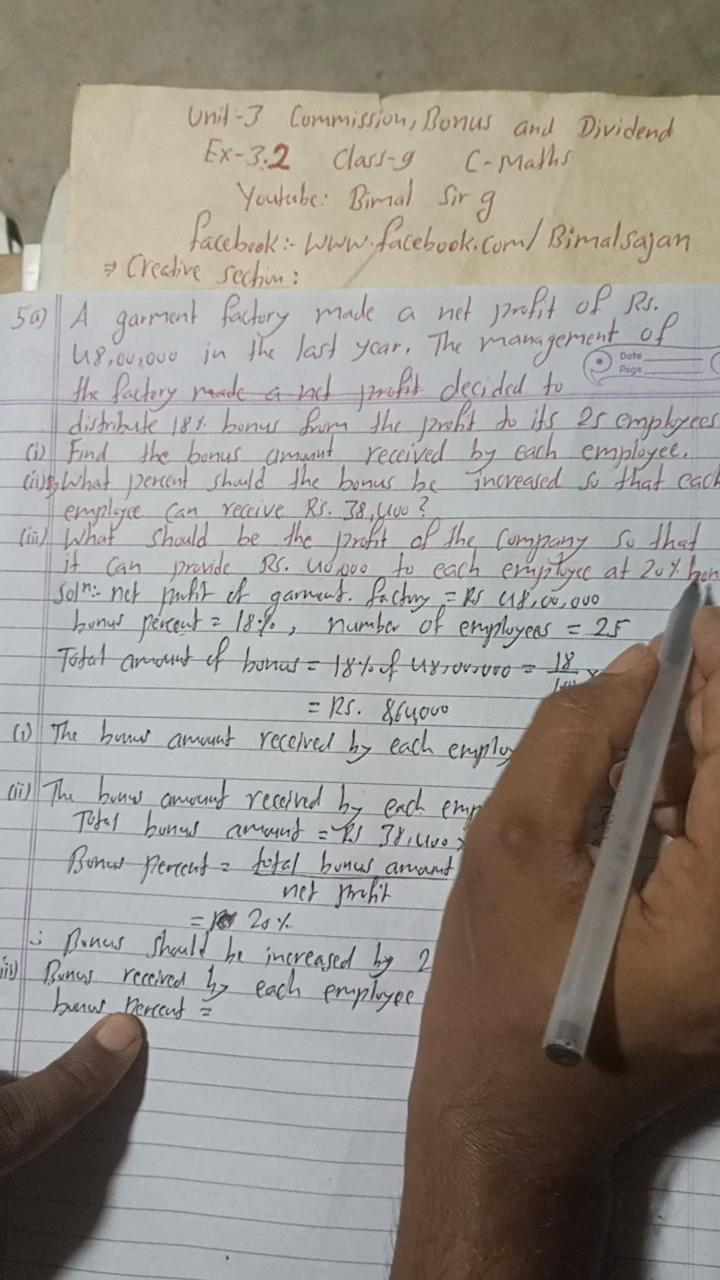 Unit-3 Commission, Bonus and Dividend
Ex-3.2 Class-9 C-Maths
Youtube: Bimal Sir g
facebook:- www.facebook.com/Bimalsajan
⇒ Creative section:
5a) A garment factory made a net profit of Rs.
48,00,000 in the last year. The management of
Date
Page
the factory made a net profit decided to
distribute 18% bonus from the profit to its 25 employees
(i) Find the bonus amount received by each employee.
(ii) What percent should the bonus be increased so that each
employee can receive Rs. 38,400?
(iii) What should be the profit of the company so that
it can provide Rs. 40,000 to each employee at 20%
Soln:- net profit of garment factory = Rs 48,00,000
bonus percent = 18%, number of employees = 25
Total amount of bonus = 18% of 48,00,000 = 18/100 ×
= Rs. 864000
(i) The bonus amount received by each
(ii) The bonus amount received by each
Total bonus amount = Rs 38,400 ×
Bonus percent = total bonus amount
net profit
= 20%
∴ Bonus should be increased by 2
Bonus received by each employee
bonus percent =